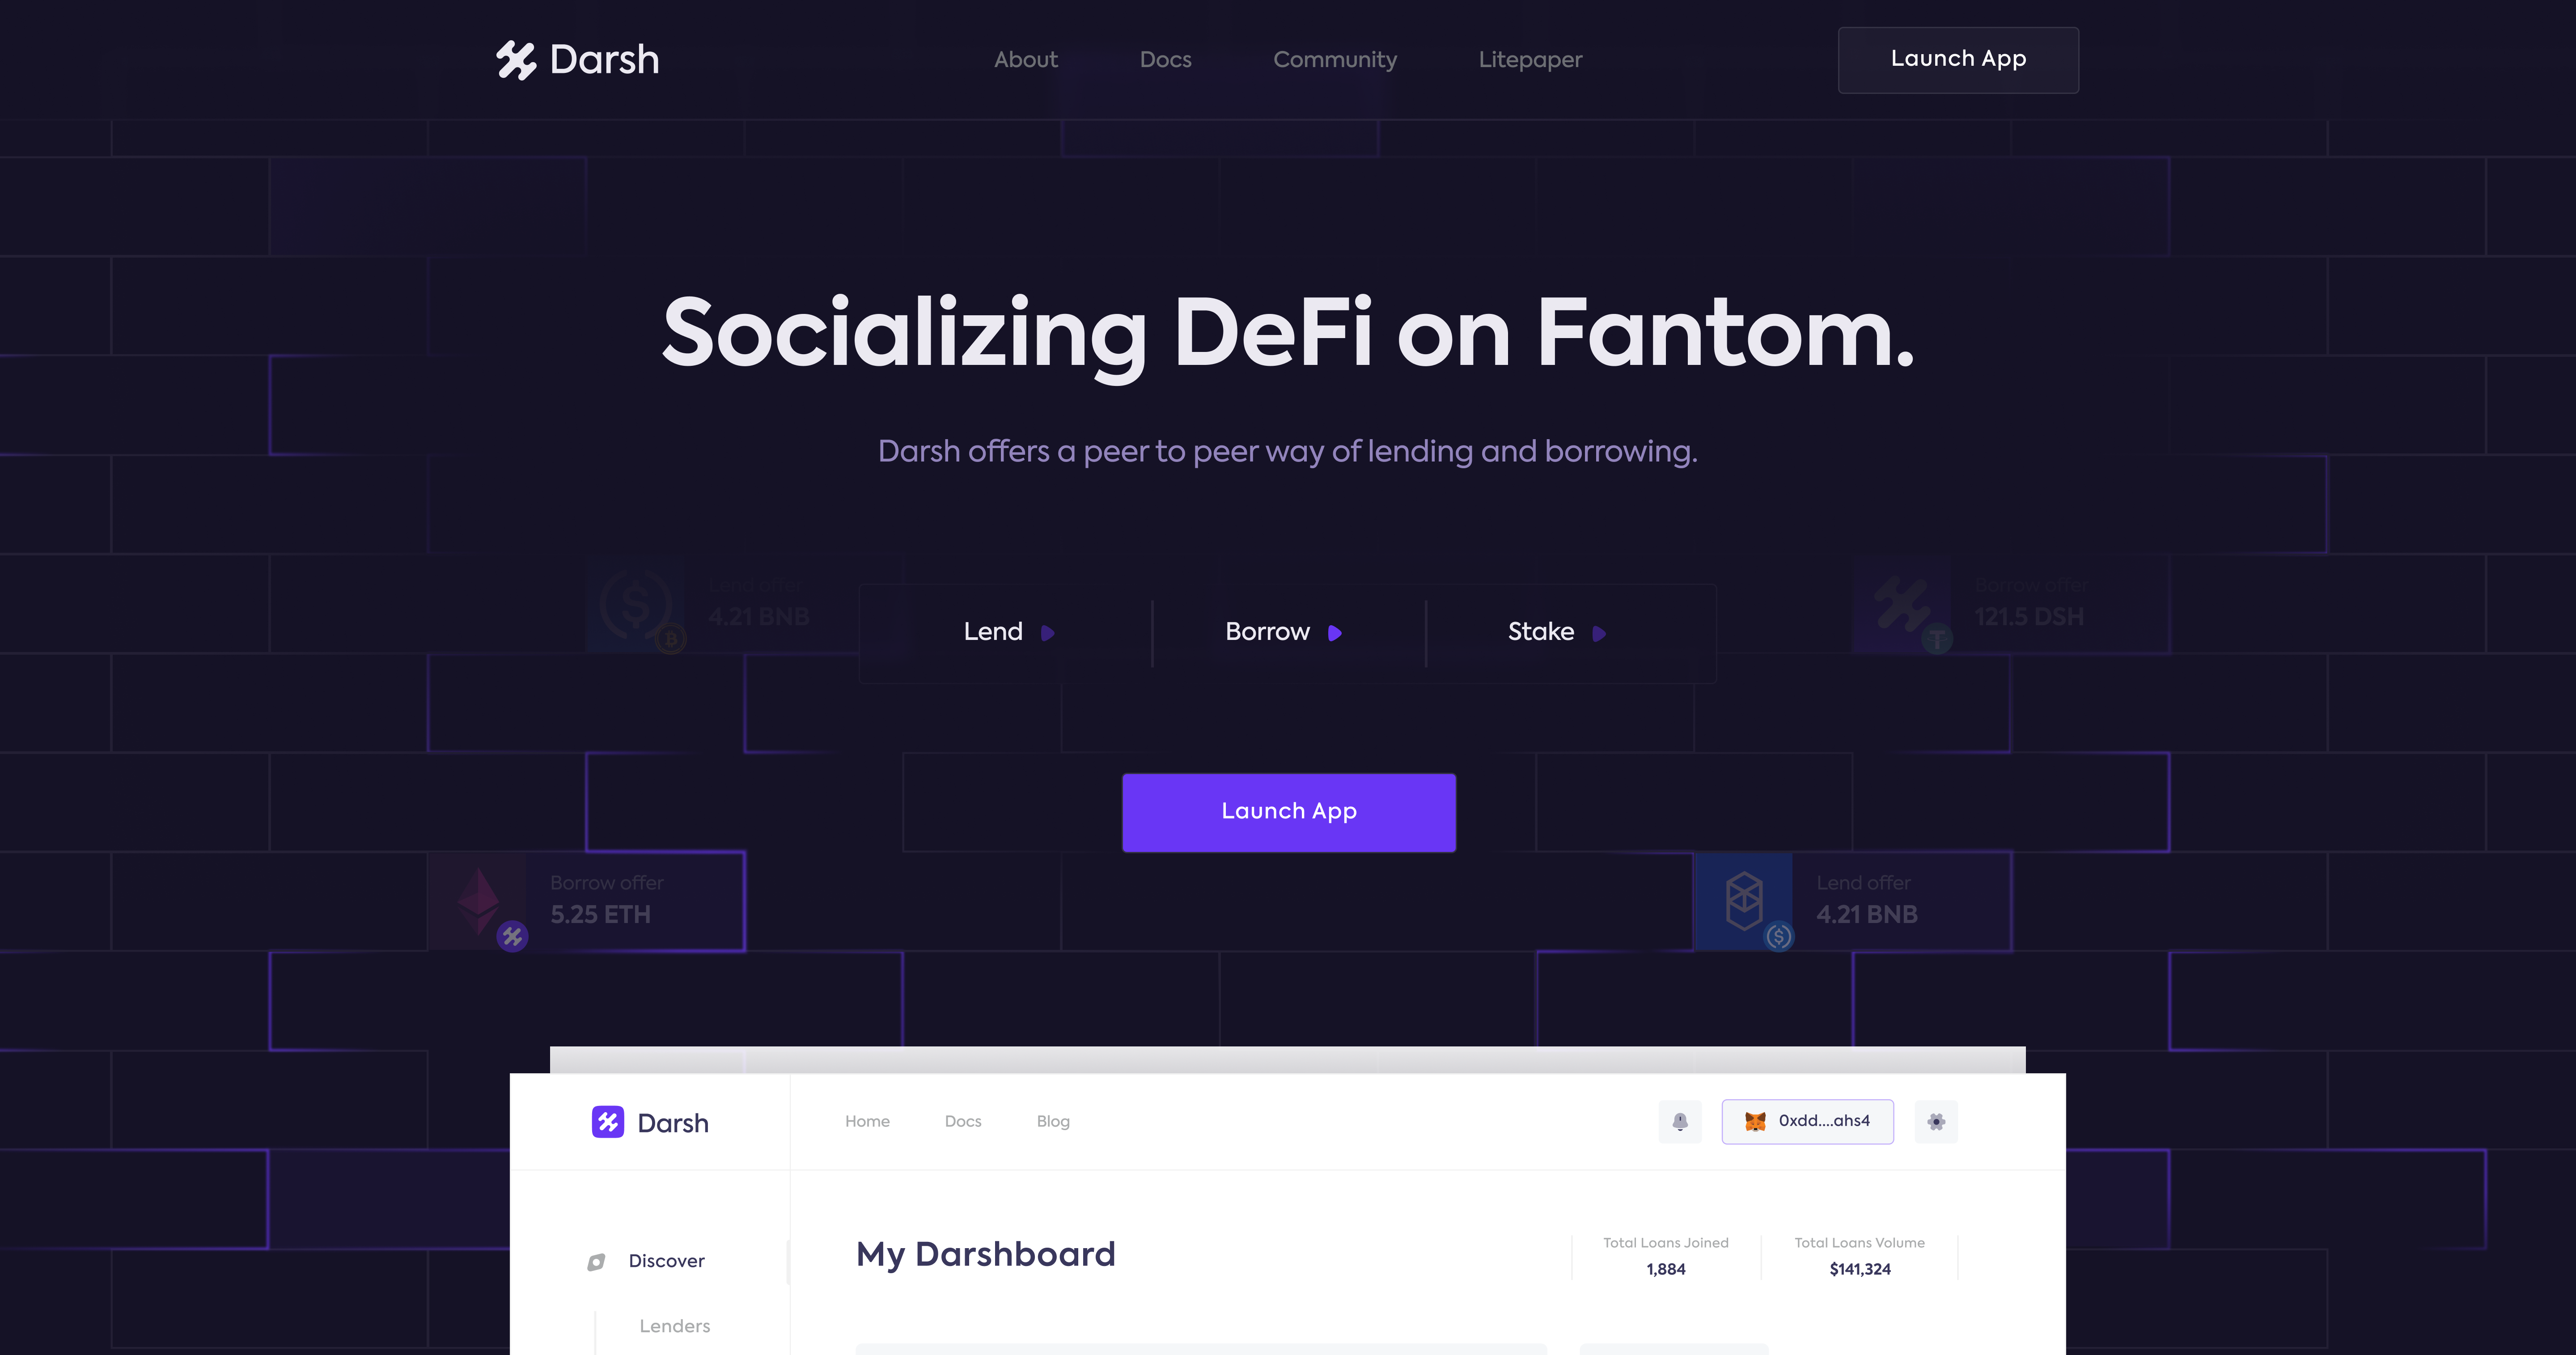 Darsh
About
Docs
Community
Litepaper
Launch App
Socializing DeFi on Fantom.
Darsh offers a peer to peer way of lending and borrowing.
Lend offer
4.21 BNB
Lend
Borrow
Stake
Borrow offer
121.5 DSH
Launch App
Borrow offer
5.25 ETH
Lend offer
4.21 BNB
Darsh
Home
Docs
Blog
0xdd....ahs4
My Darshboard
Total Loans Joined
1,884
Total Loans Volume
$141,324
Discover
Lenders